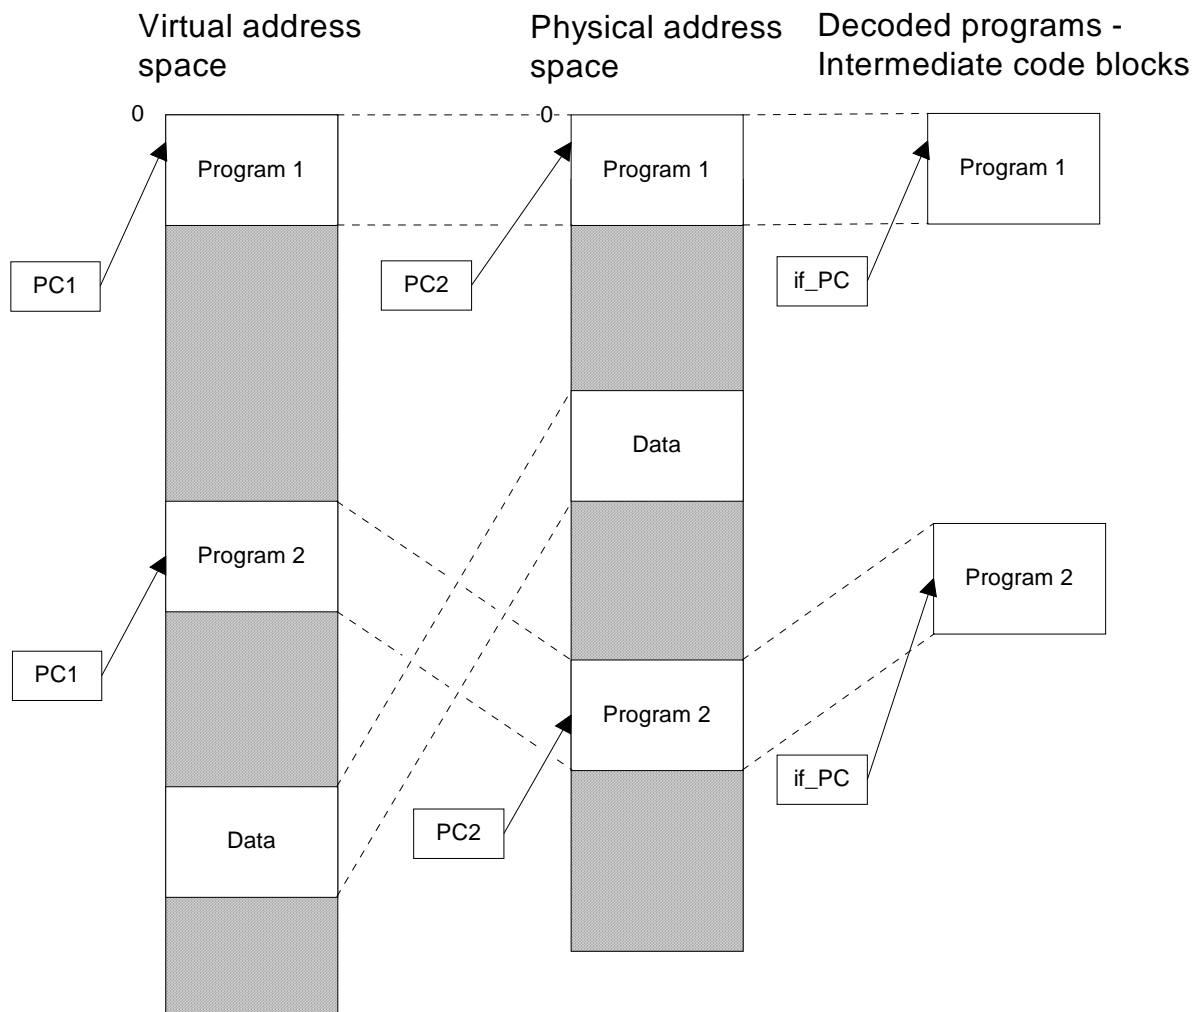 Virtual address
space
Physical address
space
Decoded programs -
Intermediate code blocks
0
0
Program 1
Program 1
Program 1
PC1
PC2
if_PC
Data
Program 2
Program 2
PC1
Program 2
if_PC
PC2
Data